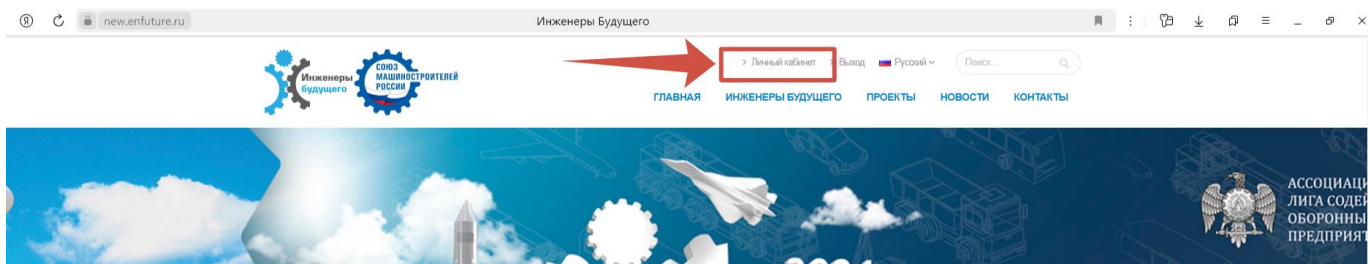 new.enfuture.ru
Инженеры Будущего
Инженеры
будущего
СОЮЗ
МАШИНОСТРОИТЕЛЕЙ
РОССИИ
> Личный кабинет > Выход Русский Поиск...
ГЛАВНАЯ ИНЖЕНЕРЫ БУДУЩЕГО ПРОЕКТЫ НОВОСТИ КОНТАКТЫ
АССОЦИАЦИ
ЛИГА СОДЕЙ
ОБОРОННЫ
ПРЕДПРИЯТ